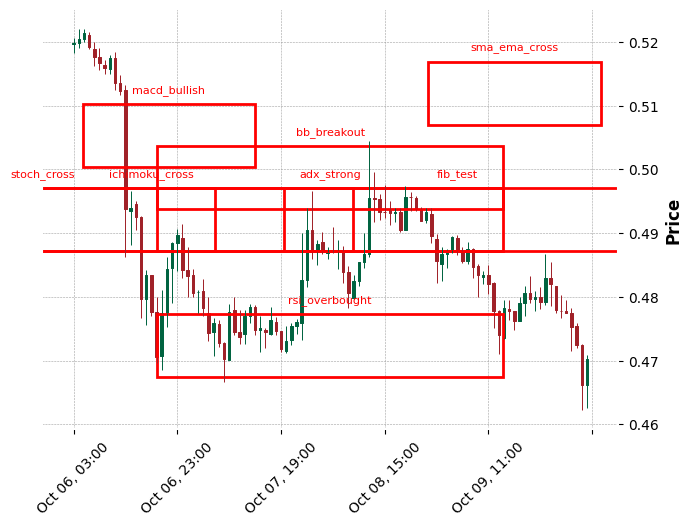 sma_ema_cross
macd_bullish
bb_breakout
stoch_cross
ichimoku_cross
adx_strong
fib_test
rsi_overbought
0.52
0.51
0.50
0.49
0.48
0.47
0.46
Price
Oct 06, 03:00
Oct 06, 23:00
Oct 07, 19:00
Oct 08, 15:00
Oct 09, 11:00